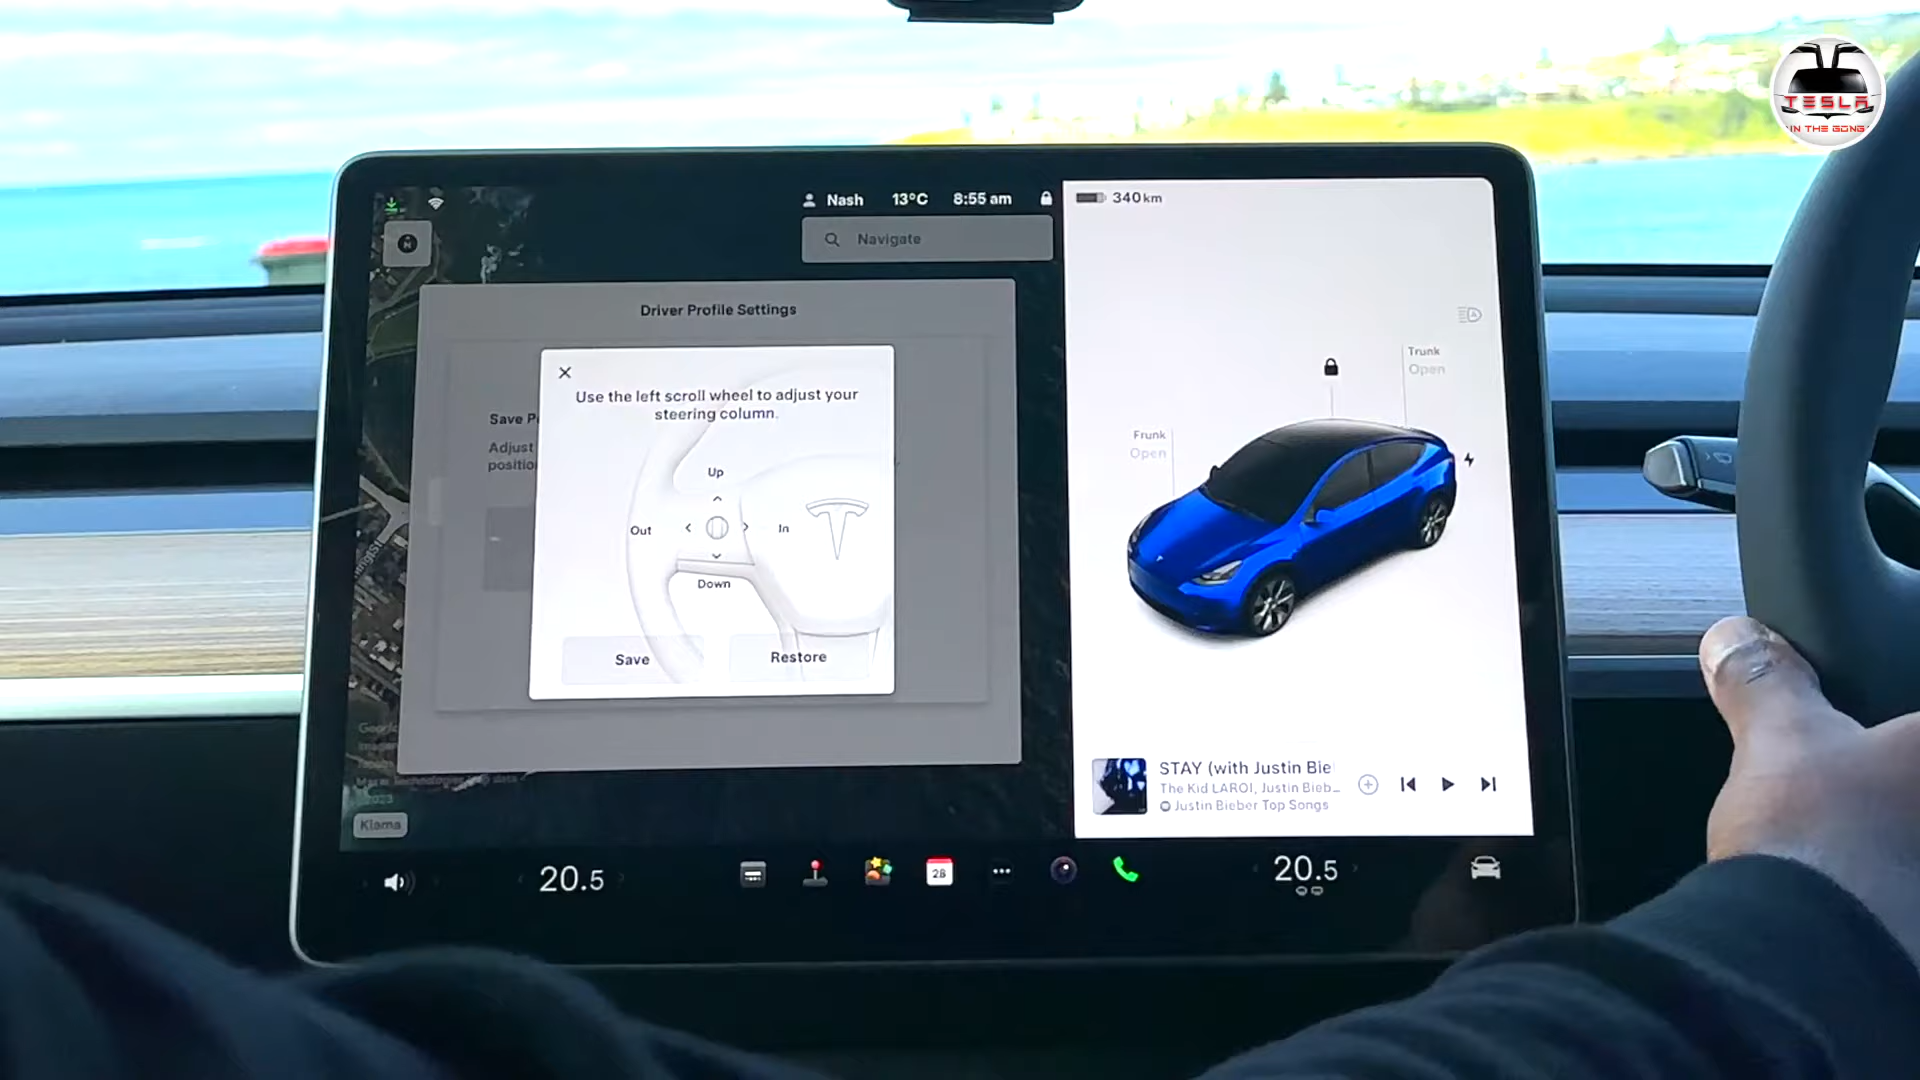 TESLA
IN THE GONG
Nash 13°C 8:55 am
340 km
N
Navigate
Driver Profile Settings
Save
Adjust
Use the left scroll wheel to adjust your
steering column.
Up
Out
In
Down
Save
Restore
Trunk
Open
Frunk
Open
STAY (with Justin Bie
The Kid LAROI, Justin Bieb...
Justin Bieber Top Songs
Kiama
20.5
28
20.5